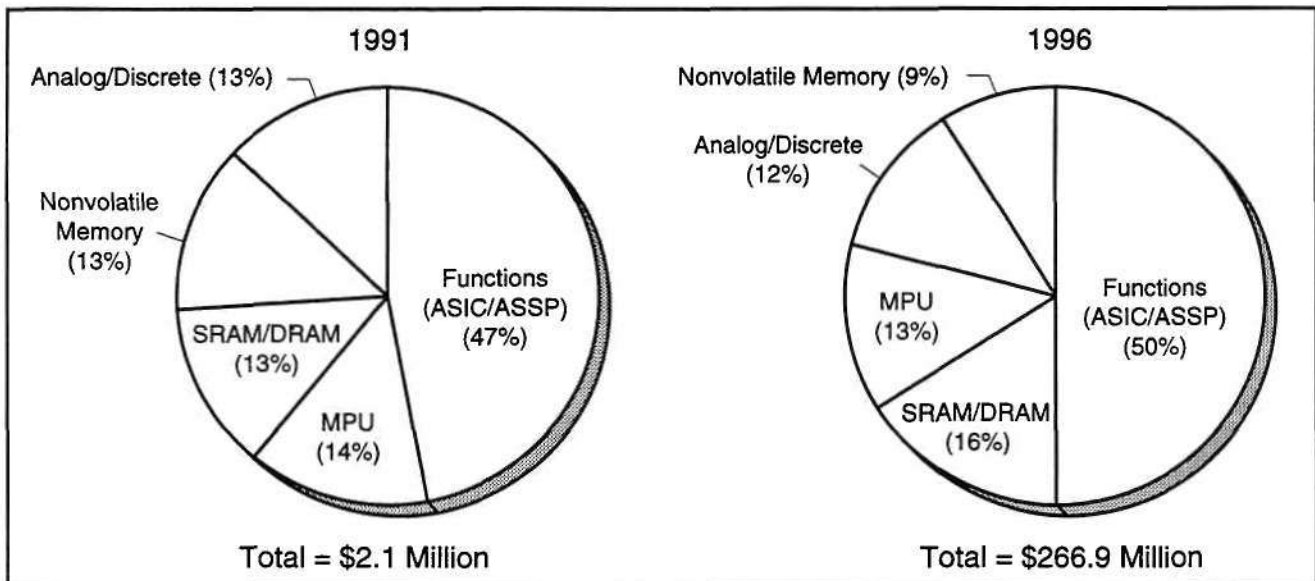 1991
Analog/Discrete (13%)
Nonvolatile
Memory
(13%)
SRAM/DRAM
(13%)
MPU
(14%)
Functions
(ASIC/ASSP)
(47%)
Total = $2.1 Million
1996
Nonvolatile Memory (9%)
Analog/Discrete
(12%)
MPU
(13%)
SRAM/DRAM
(16%)
Functions
(ASIC/ASSP)
(50%)
Total = $266.9 Million